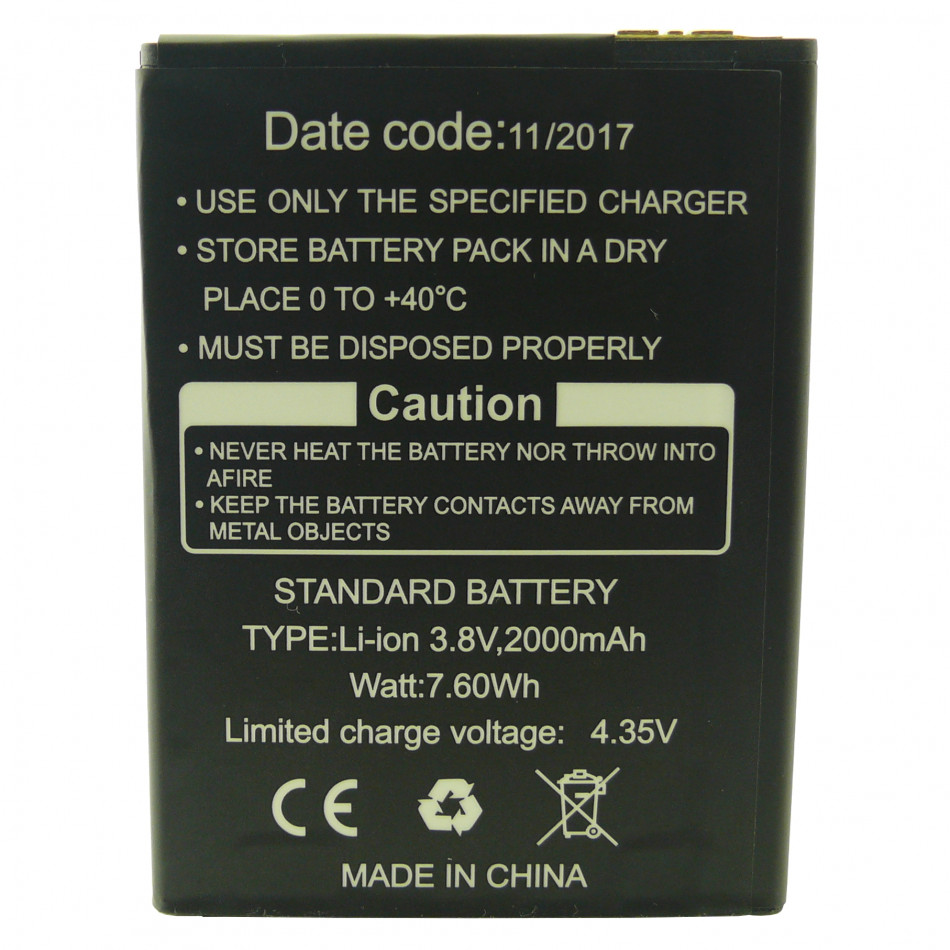 Date code:11/2017
• USE ONLY THE SPECIFIED CHARGER
• STORE BATTERY PACK IN A DRY
PLACE 0 TO +40°C
• MUST BE DISPOSED PROPERLY
Caution
• NEVER HEAT THE BATTERY NOR THROW INTO
AFIRE
• KEEP THE BATTERY CONTACTS AWAY FROM
METAL OBJECTS
STANDARD BATTERY
TYPE:Li-ion 3.8V,2000mAh
Watt:7.60Wh
Limited charge voltage: 4.35V
CE
MADE IN CHINA